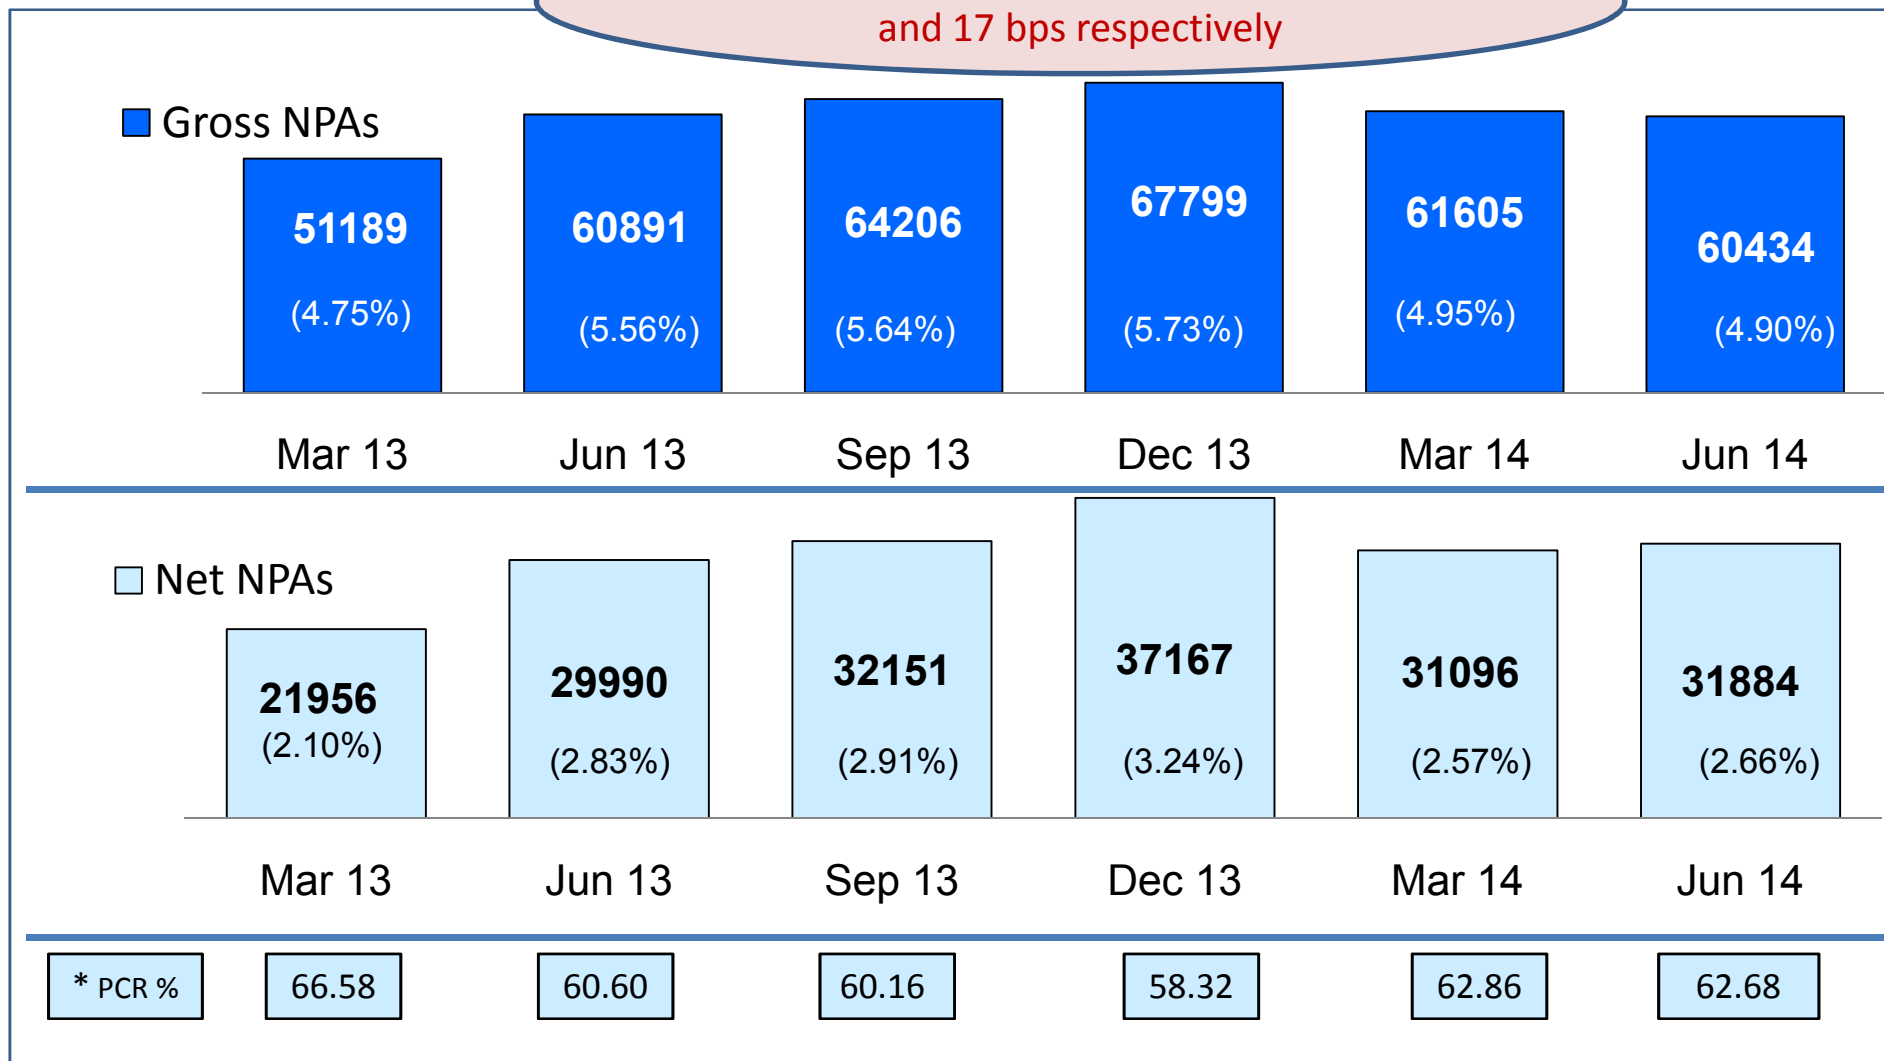 and 17 bps respectively
Gross NPAs
51189 60891 64206 67799 61605 60434
(4.75%) (5.56%) (5.64%) (5.73%) (4.95%) (4.90%)
Mar 13 Jun 13 Sep 13 Dec 13 Mar 14 Jun 14
Net NPAs
21956 29990 32151 37167 31096 31884
(2.10%) (2.83%) (2.91%) (3.24%) (2.57%) (2.66%)
Mar 13 Jun 13 Sep 13 Dec 13 Mar 14 Jun 14
* PCR % 66.58 60.60 60.16 58.32 62.86 62.68